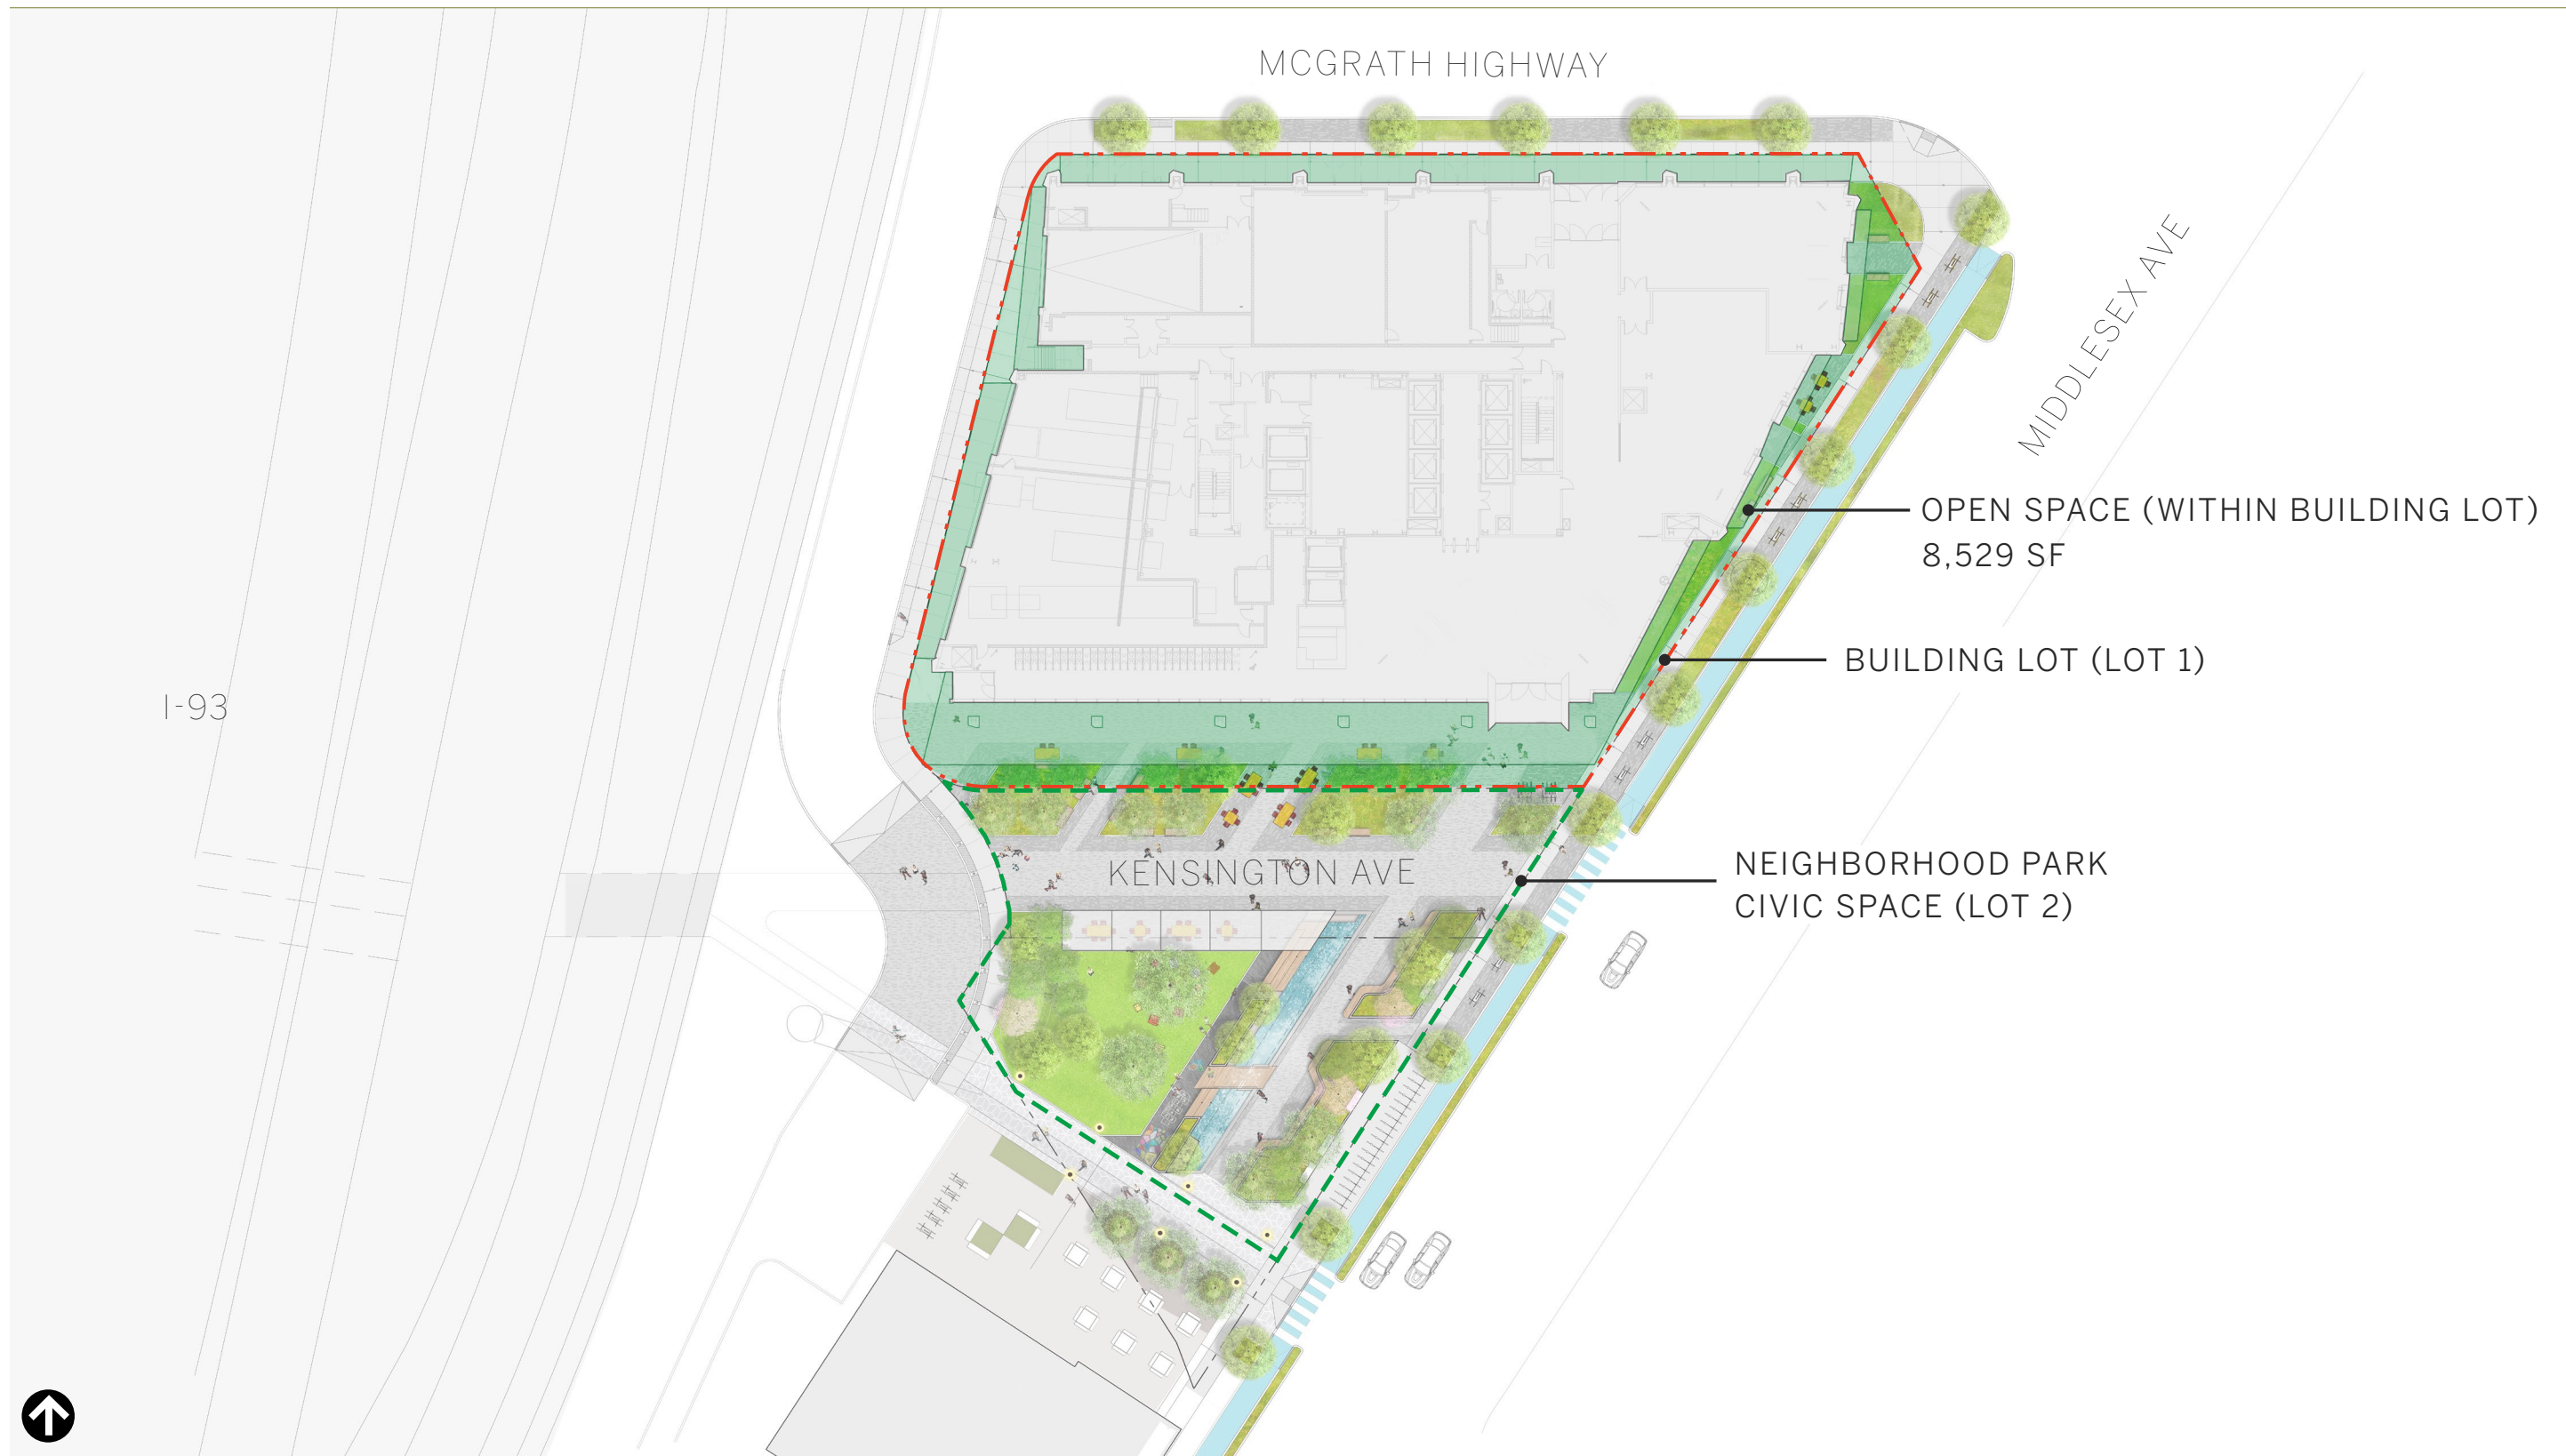 MCGRATH HIGHWAY
MIDDLESEX AVE
OPEN SPACE (WITHIN BUILDING LOT)
8,529 SF
BUILDING LOT (LOT 1)
I-93
NEIGHBORHOOD PARK
CIVIC SPACE (LOT 2)
KENSINGTON AVE